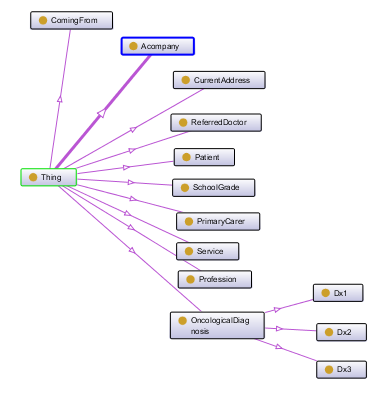 ComingFrom
Acompany
CurrentAddress
ReferredDoctor
Patient
Thing
SchoolGrade
PrimaryCarer
Service
Profession
Dx1
OncologicalDiag
nosis
Dx2
Dx3